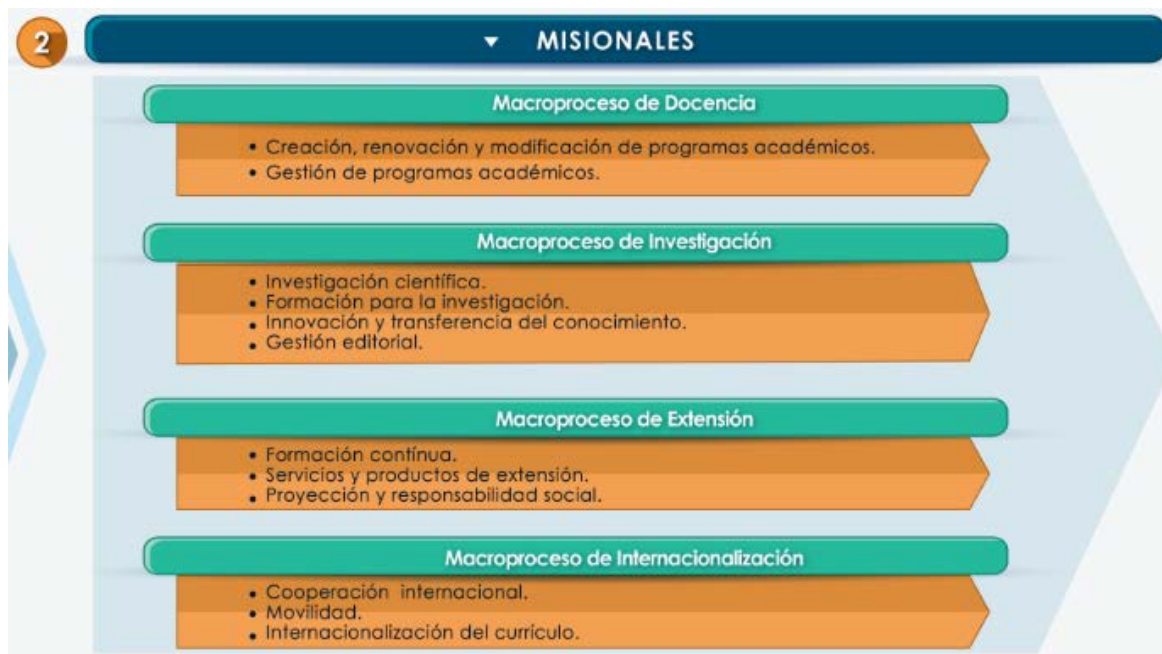 2
MISIONALES
Macroproceso de Docencia
• Creación, renovación y modificación de programas académicos.
• Gestión de programas académicos.
Macroproceso de Investigación
• Investigación científica.
• Formación para la investigación.
• Innovación y transferencia del conocimiento.
• Gestión editorial.
Macroproceso de Extensión
• Formación contínua.
• Servicios y productos de extensión.
• Proyección y responsabilidad social.
Macroproceso de Internacionalización
• Cooperación internacional.
• Movilidad.
• Internacionalización del currículo.